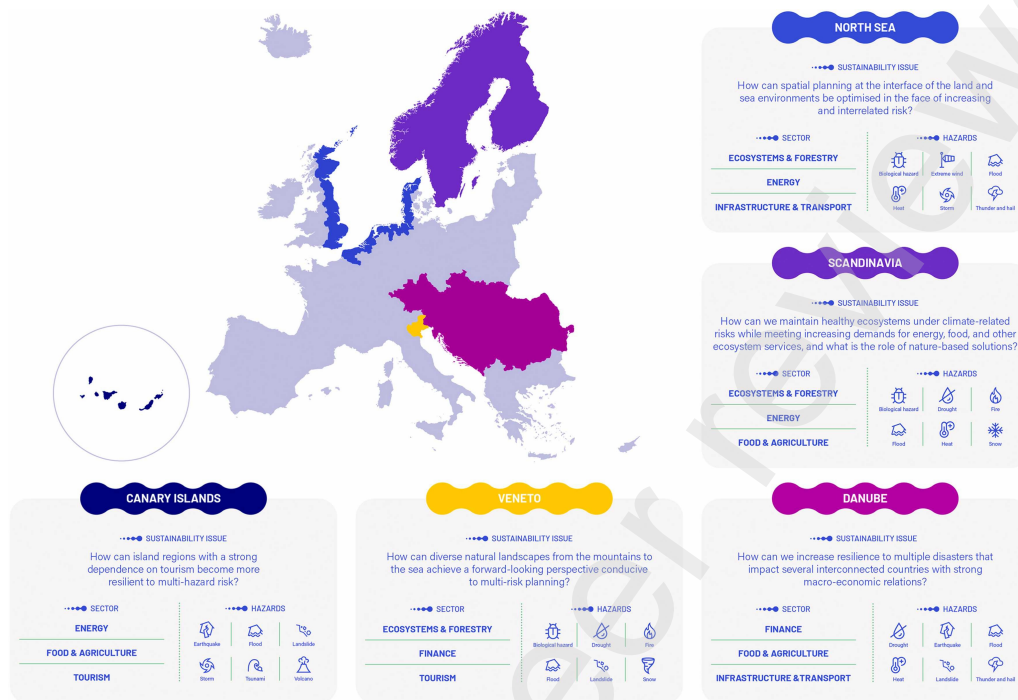 NORTH SEA
SUSTAINABILITY ISSUE
How can spatial planning at the interface of the land and
sea environments be optimised in the face of increasing
and interrelated risk?
SECTOR
HAZARDS
ECOSYSTEMS & FORESTRY
ENERGY
INFRASTRUCTURE & TRANSPORT
Biological hazard
Extreme wind
Flood
Heat
Storm
Thunder and hail
SCANDINAVIA
SUSTAINABILITY ISSUE
How can we maintain healthy ecosystems under climate-related
risks while meeting increasing demands for energy, food, and other
ecosystem services, and what is the role of nature-based solutions?
SECTOR
HAZARDS
ECOSYSTEMS & FORESTRY
ENERGY
FOOD & AGRICULTURE
Biological hazard
Drought
Fire
Flood
Heat
Snow
CANARY ISLANDS
SUSTAINABILITY ISSUE
How can island regions with a strong
dependence on tourism become more
resilient to multi-hazard risk?
SECTOR
HAZARDS
ENERGY
FOOD & AGRICULTURE
TOURISM
Earthquake
Flood
Landslide
Storm
Tsunami
Volcano
VENETO
SUSTAINABILITY ISSUE
How can diverse natural landscapes from the mountains to
the sea achieve a forward-looking perspective conducive
to multi-risk planning?
SECTOR
HAZARDS
ECOSYSTEMS & FORESTRY
FINANCE
TOURISM
Biological hazard
Drought
Fire
Flood
Landslide
Snow
DANUBE
SUSTAINABILITY ISSUE
How can we increase resilience to multiple disasters that
impact several interconnected countries with strong
macro-economic relations?
SECTOR
HAZARDS
FINANCE
FOOD & AGRICULTURE
INFRASTRUCTURE & TRANSPORT
Drought
Earthquake
Flood
Heat
Landslide
Thunder and hail
eer review